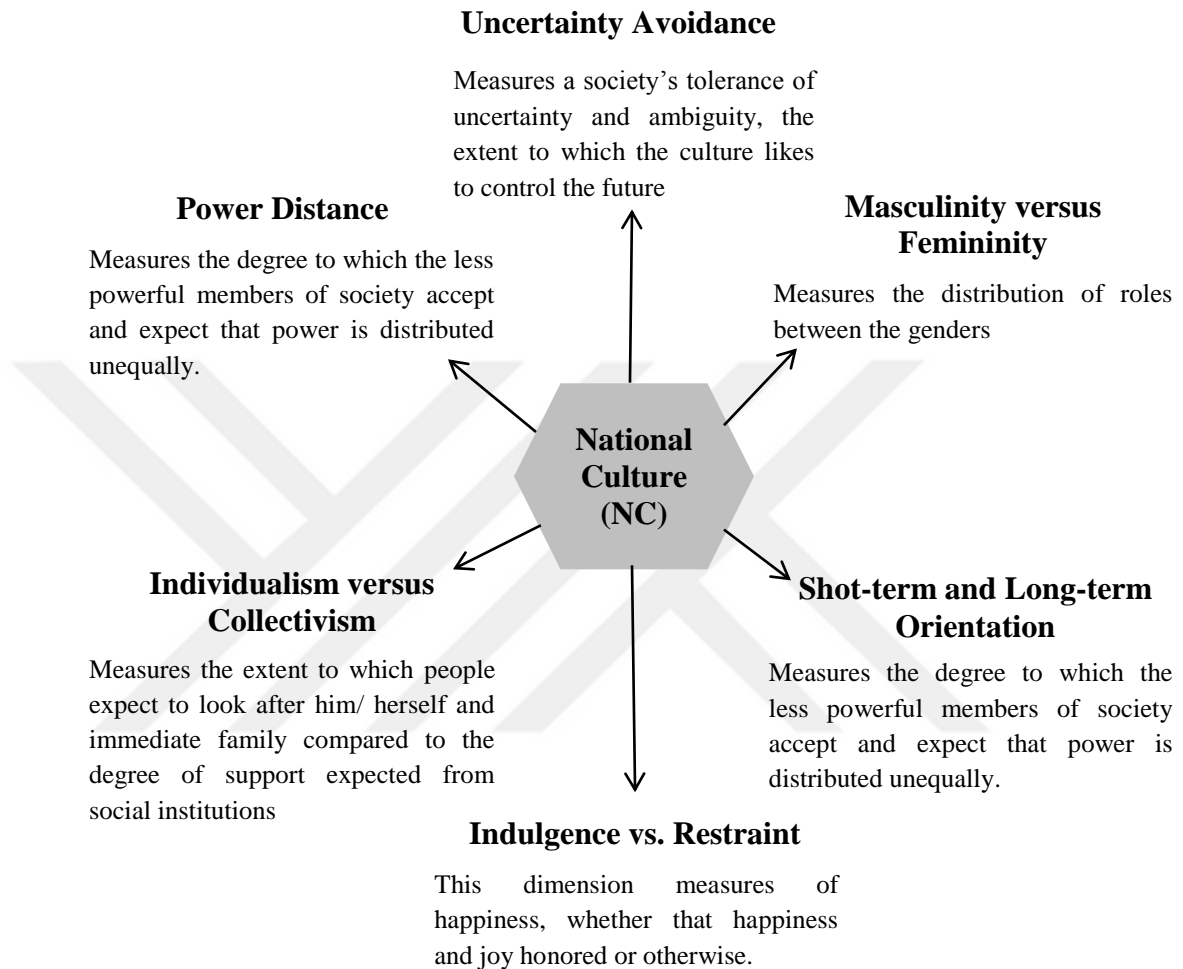 Uncertainty Avoidance
Measures a society’s tolerance of
uncertainty and ambiguity, the
extent to which the culture likes
to control the future
Power Distance
Measures the degree to which the less
powerful members of society accept
and expect that power is distributed
unequally.
Masculinity versus
Femininity
Measures the distribution of roles
between the genders
National
Culture
(NC)
Individualism versus
Collectivism
Measures the extent to which people
expect to look after him/ herself and
immediate family compared to the
degree of support expected from
social institutions
Shot-term and Long-term
Orientation
Measures the degree to which the
less powerful members of society
accept and expect that power is
distributed unequally.
Indulgence vs. Restraint
This dimension measures of
happiness, whether that happiness
and joy honored or otherwise.